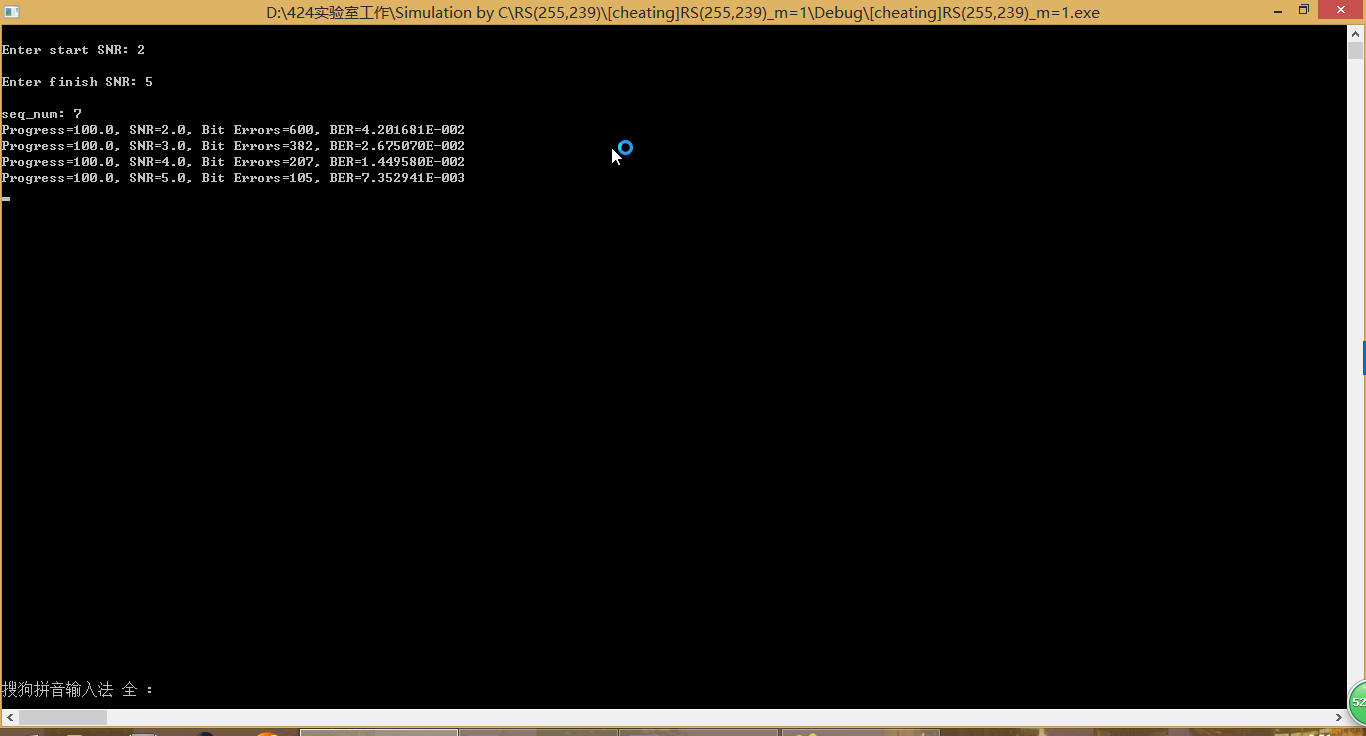 D:\424实验室工作\Simulation by C\RS(255,239)\[cheating]RS(255,239)_m=1\Debug\[cheating]RS(255,239)_m=1.exe
Enter start SNR: 2
Enter finish SNR: 5
seq_num: 7
Progress=100.0, SNR=2.0, Bit Errors=600, BER=4.201681E-002
Progress=100.0, SNR=3.0, Bit Errors=382, BER=2.675070E-002
Progress=100.0, SNR=4.0, Bit Errors=207, BER=1.449580E-002
Progress=100.0, SNR=5.0, Bit Errors=105, BER=7.352941E-003
搜狗拼音输入法 全 :
52